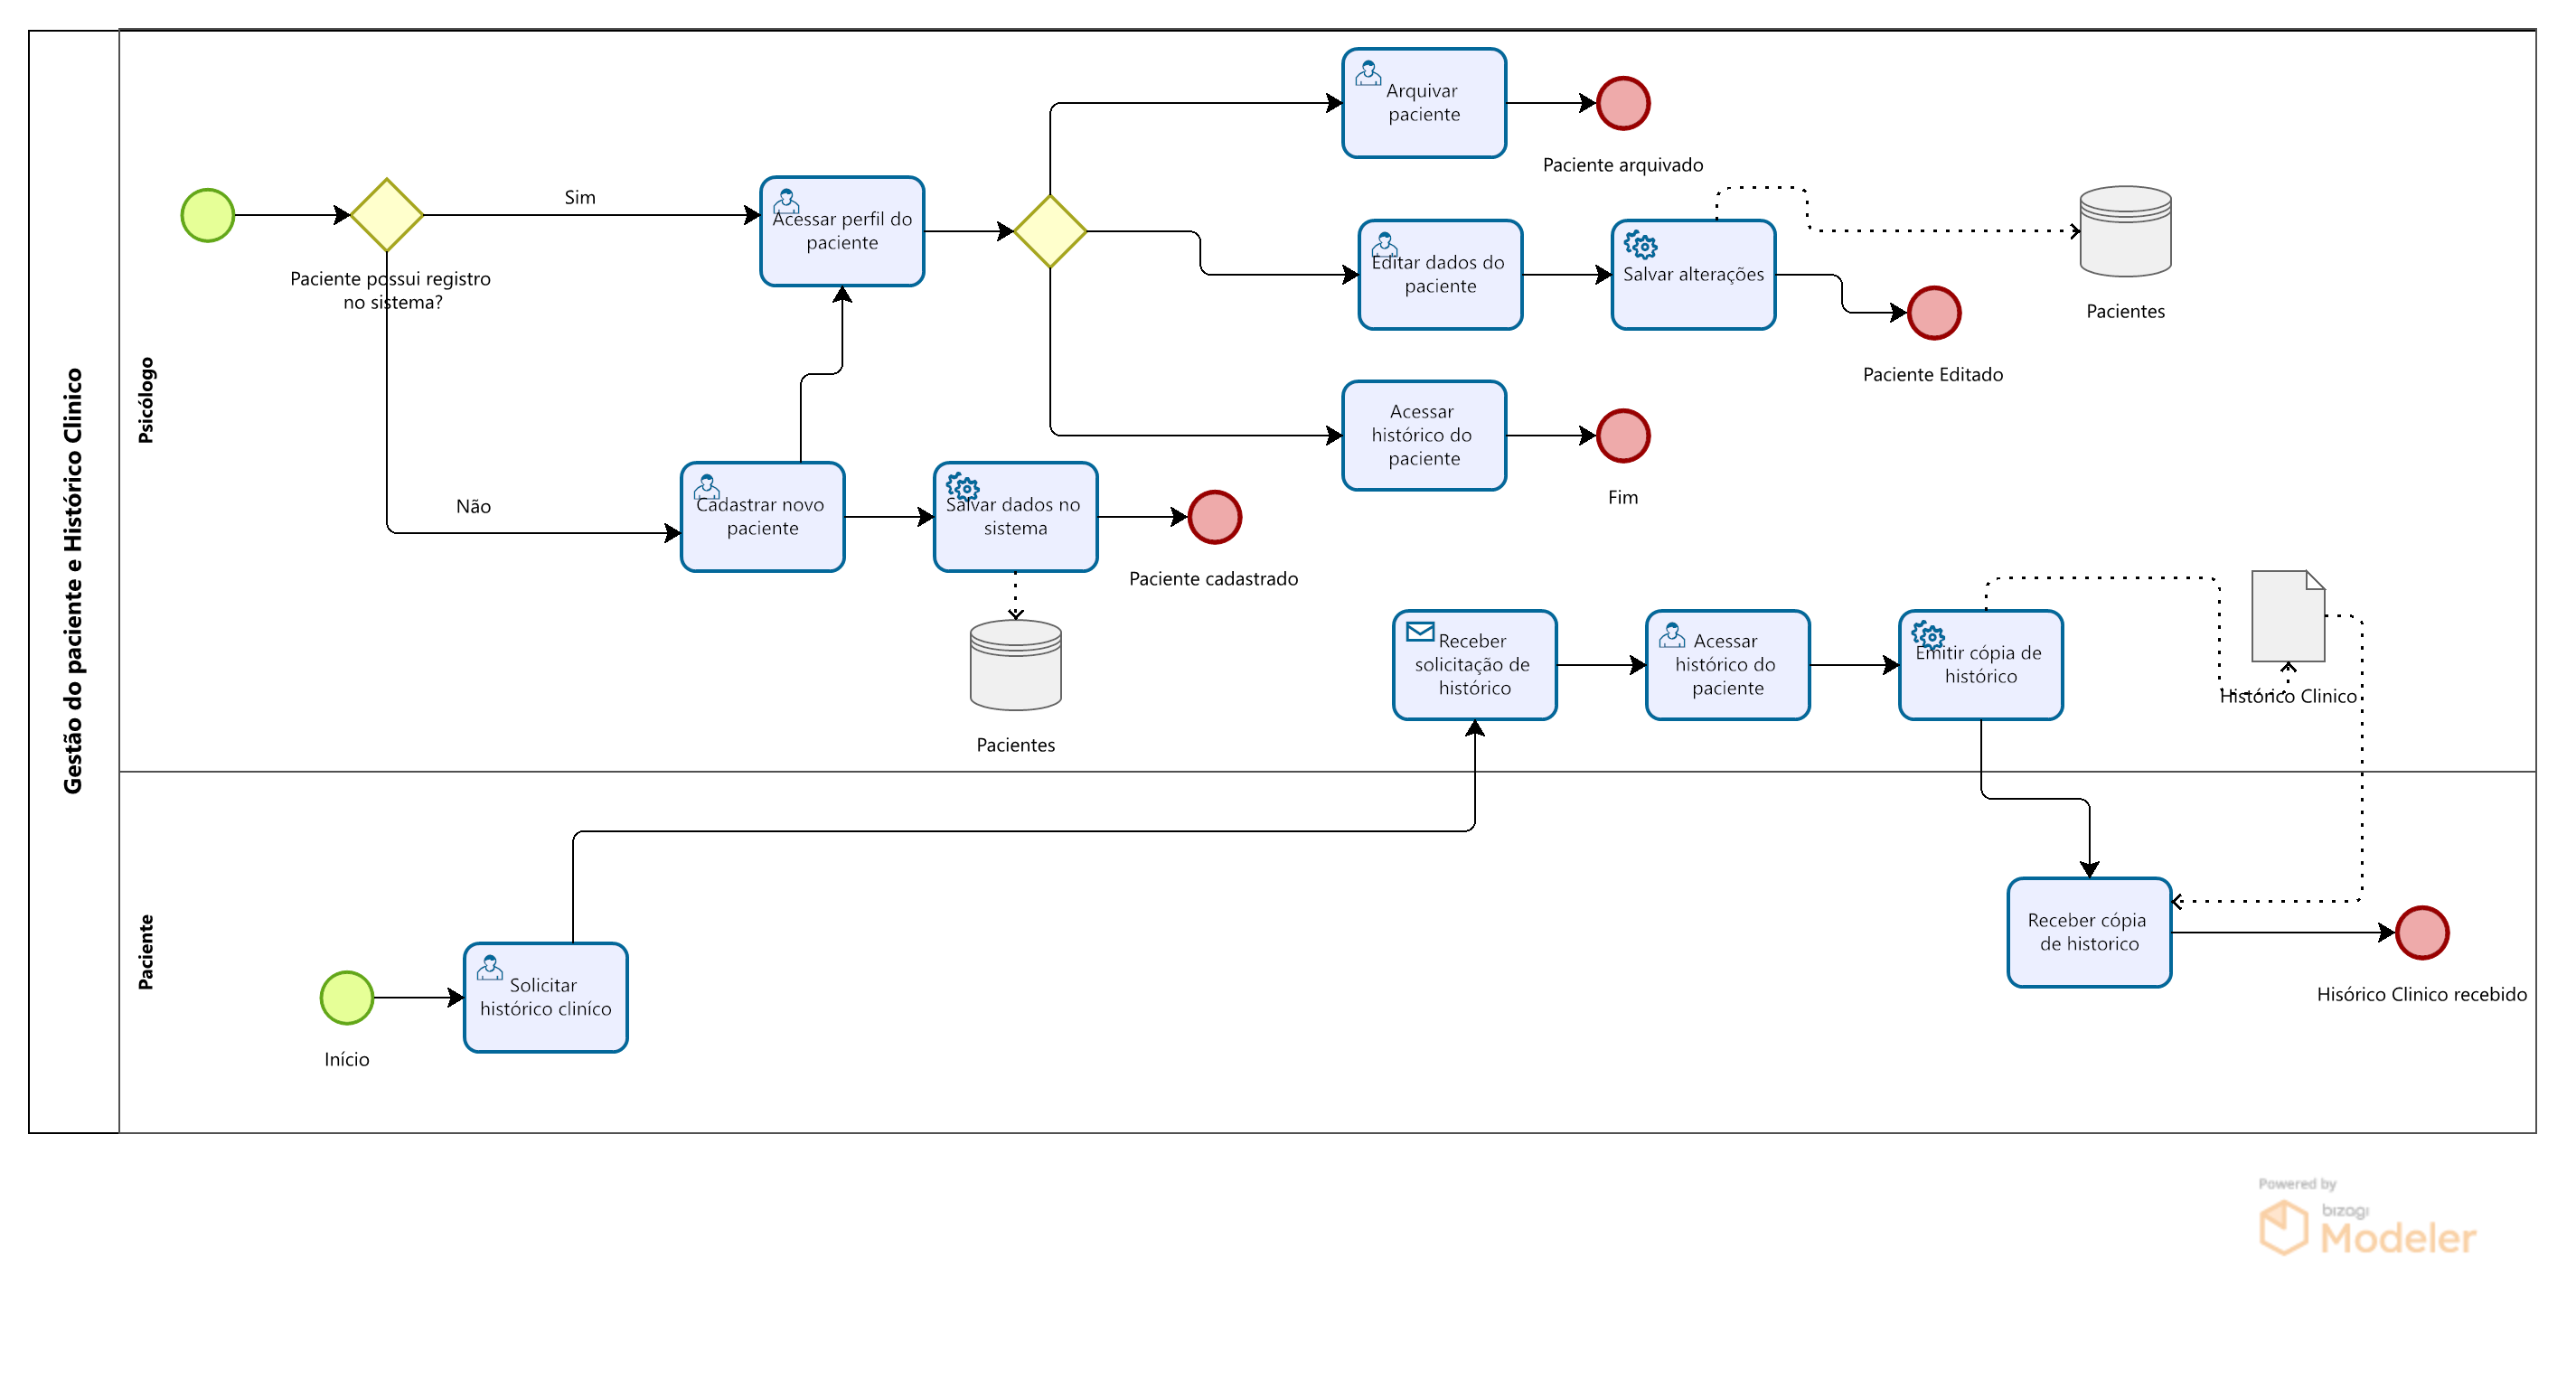 Gestão do paciente e Histórico Clinico
Psicólogo
Paciente possui registro
no sistema?
Sim
Não
Acessar perfil do
paciente
Cadastrar novo
paciente
Salvar dados no
sistema
Paciente cadastrado
Pacientes
Arquivar
paciente
Paciente arquivado
Editar dados do
paciente
Salvar alterações
Paciente Editado
Pacientes
Acessar
histórico do
paciente
Fim
Receber
solicitação de
histórico
Acessar
histórico do
paciente
Emitir cópia de
histórico
Histórico Clinico
Paciente
Início
Solicitar
histórico cliníco
Receber cópia
de historico
Hisórico Clinico recebido
Powered by
bizagi
Modeler